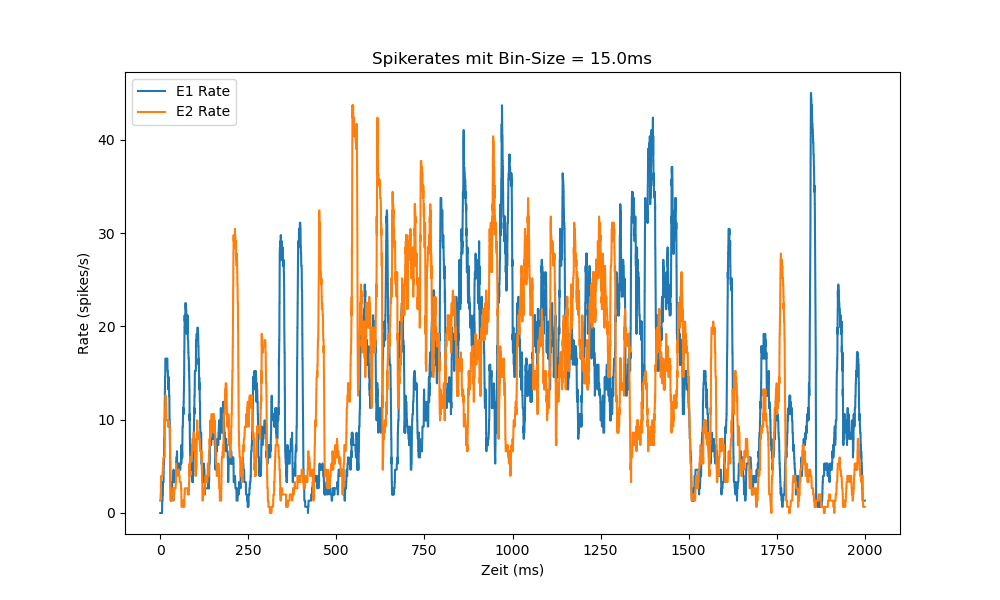 Spikerates mit Bin-Size = 15.0ms
E1 Rate
E2 Rate
Rate (spikes/s)
40
30
20
10
0
0 250 500 750 1000 1250 1500 1750 2000
Zeit (ms)